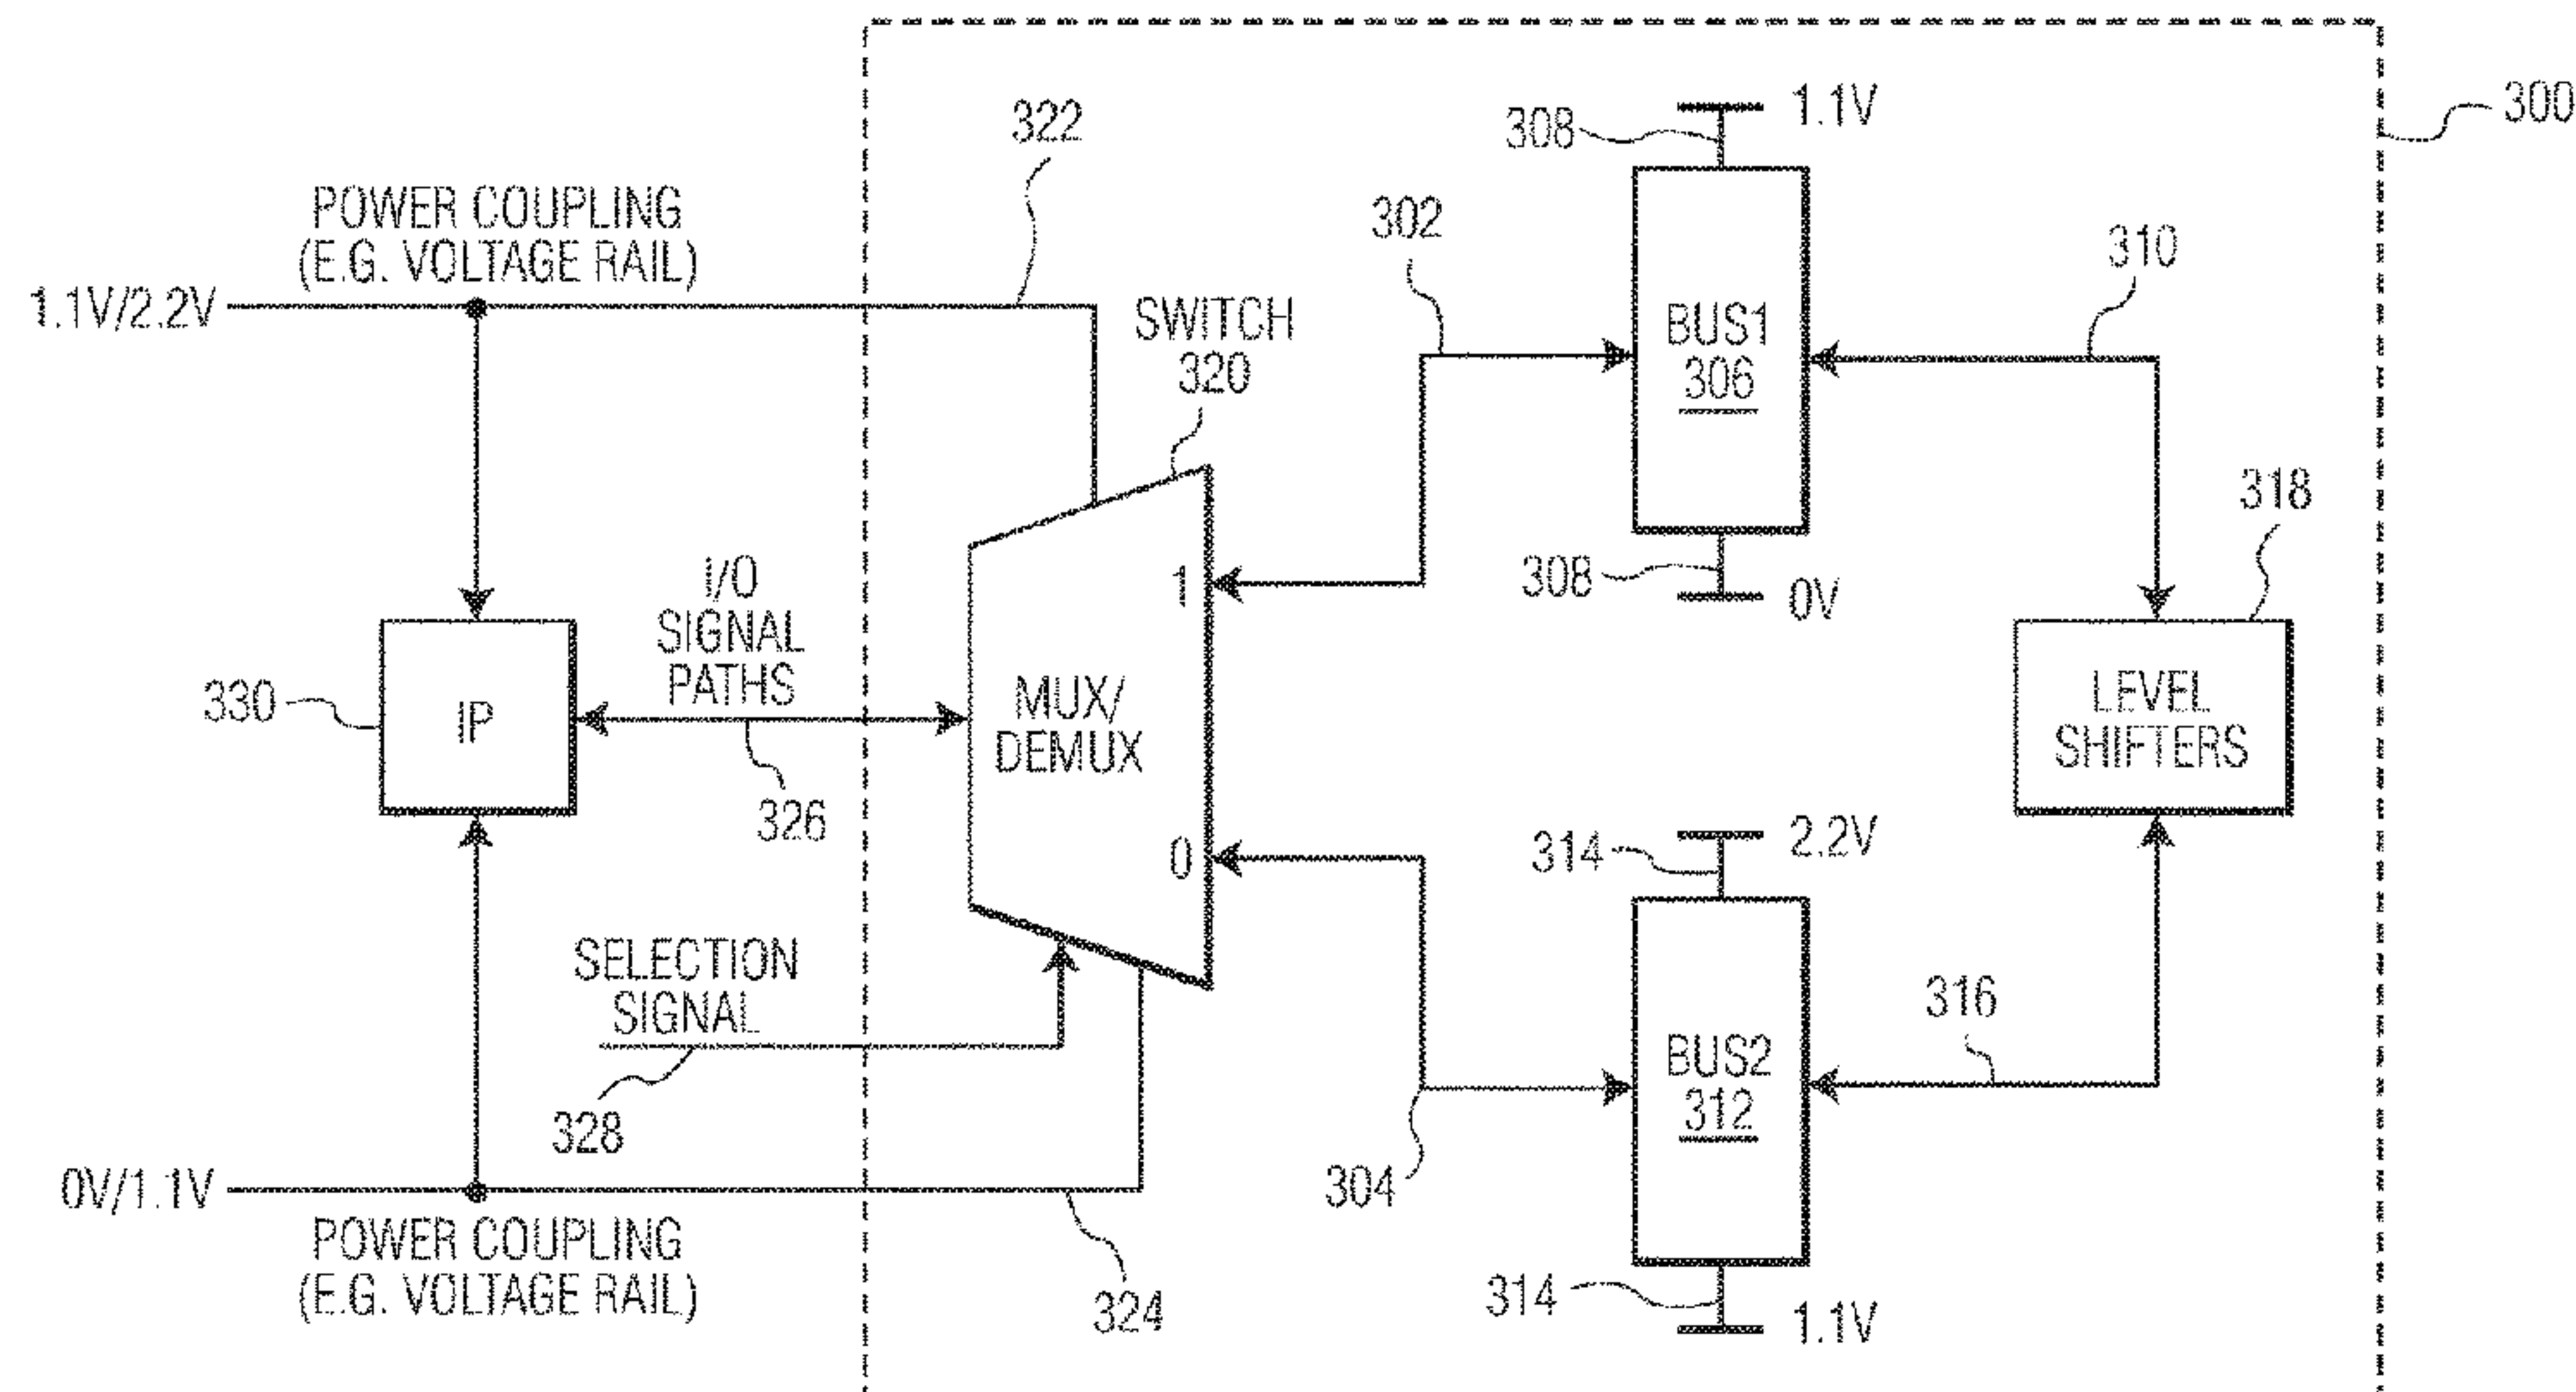 300
1.1V
308
322
302
310
POWER COUPLING
(E.G. VOLTAGE RAIL)
1.1V/2.2V
SWITCH
320
BUS1
306
318
308
0V
I/O
SIGNAL
PATHS
1
330
IP
MUX/
DEMUX
LEVEL
SHIFTERS
326
0
314
2.2V
SELECTION
SIGNAL
316
BUS2
312
328
0V/1.1V
304
POWER COUPLING
(E.G. VOLTAGE RAIL)
324
314
1.1V